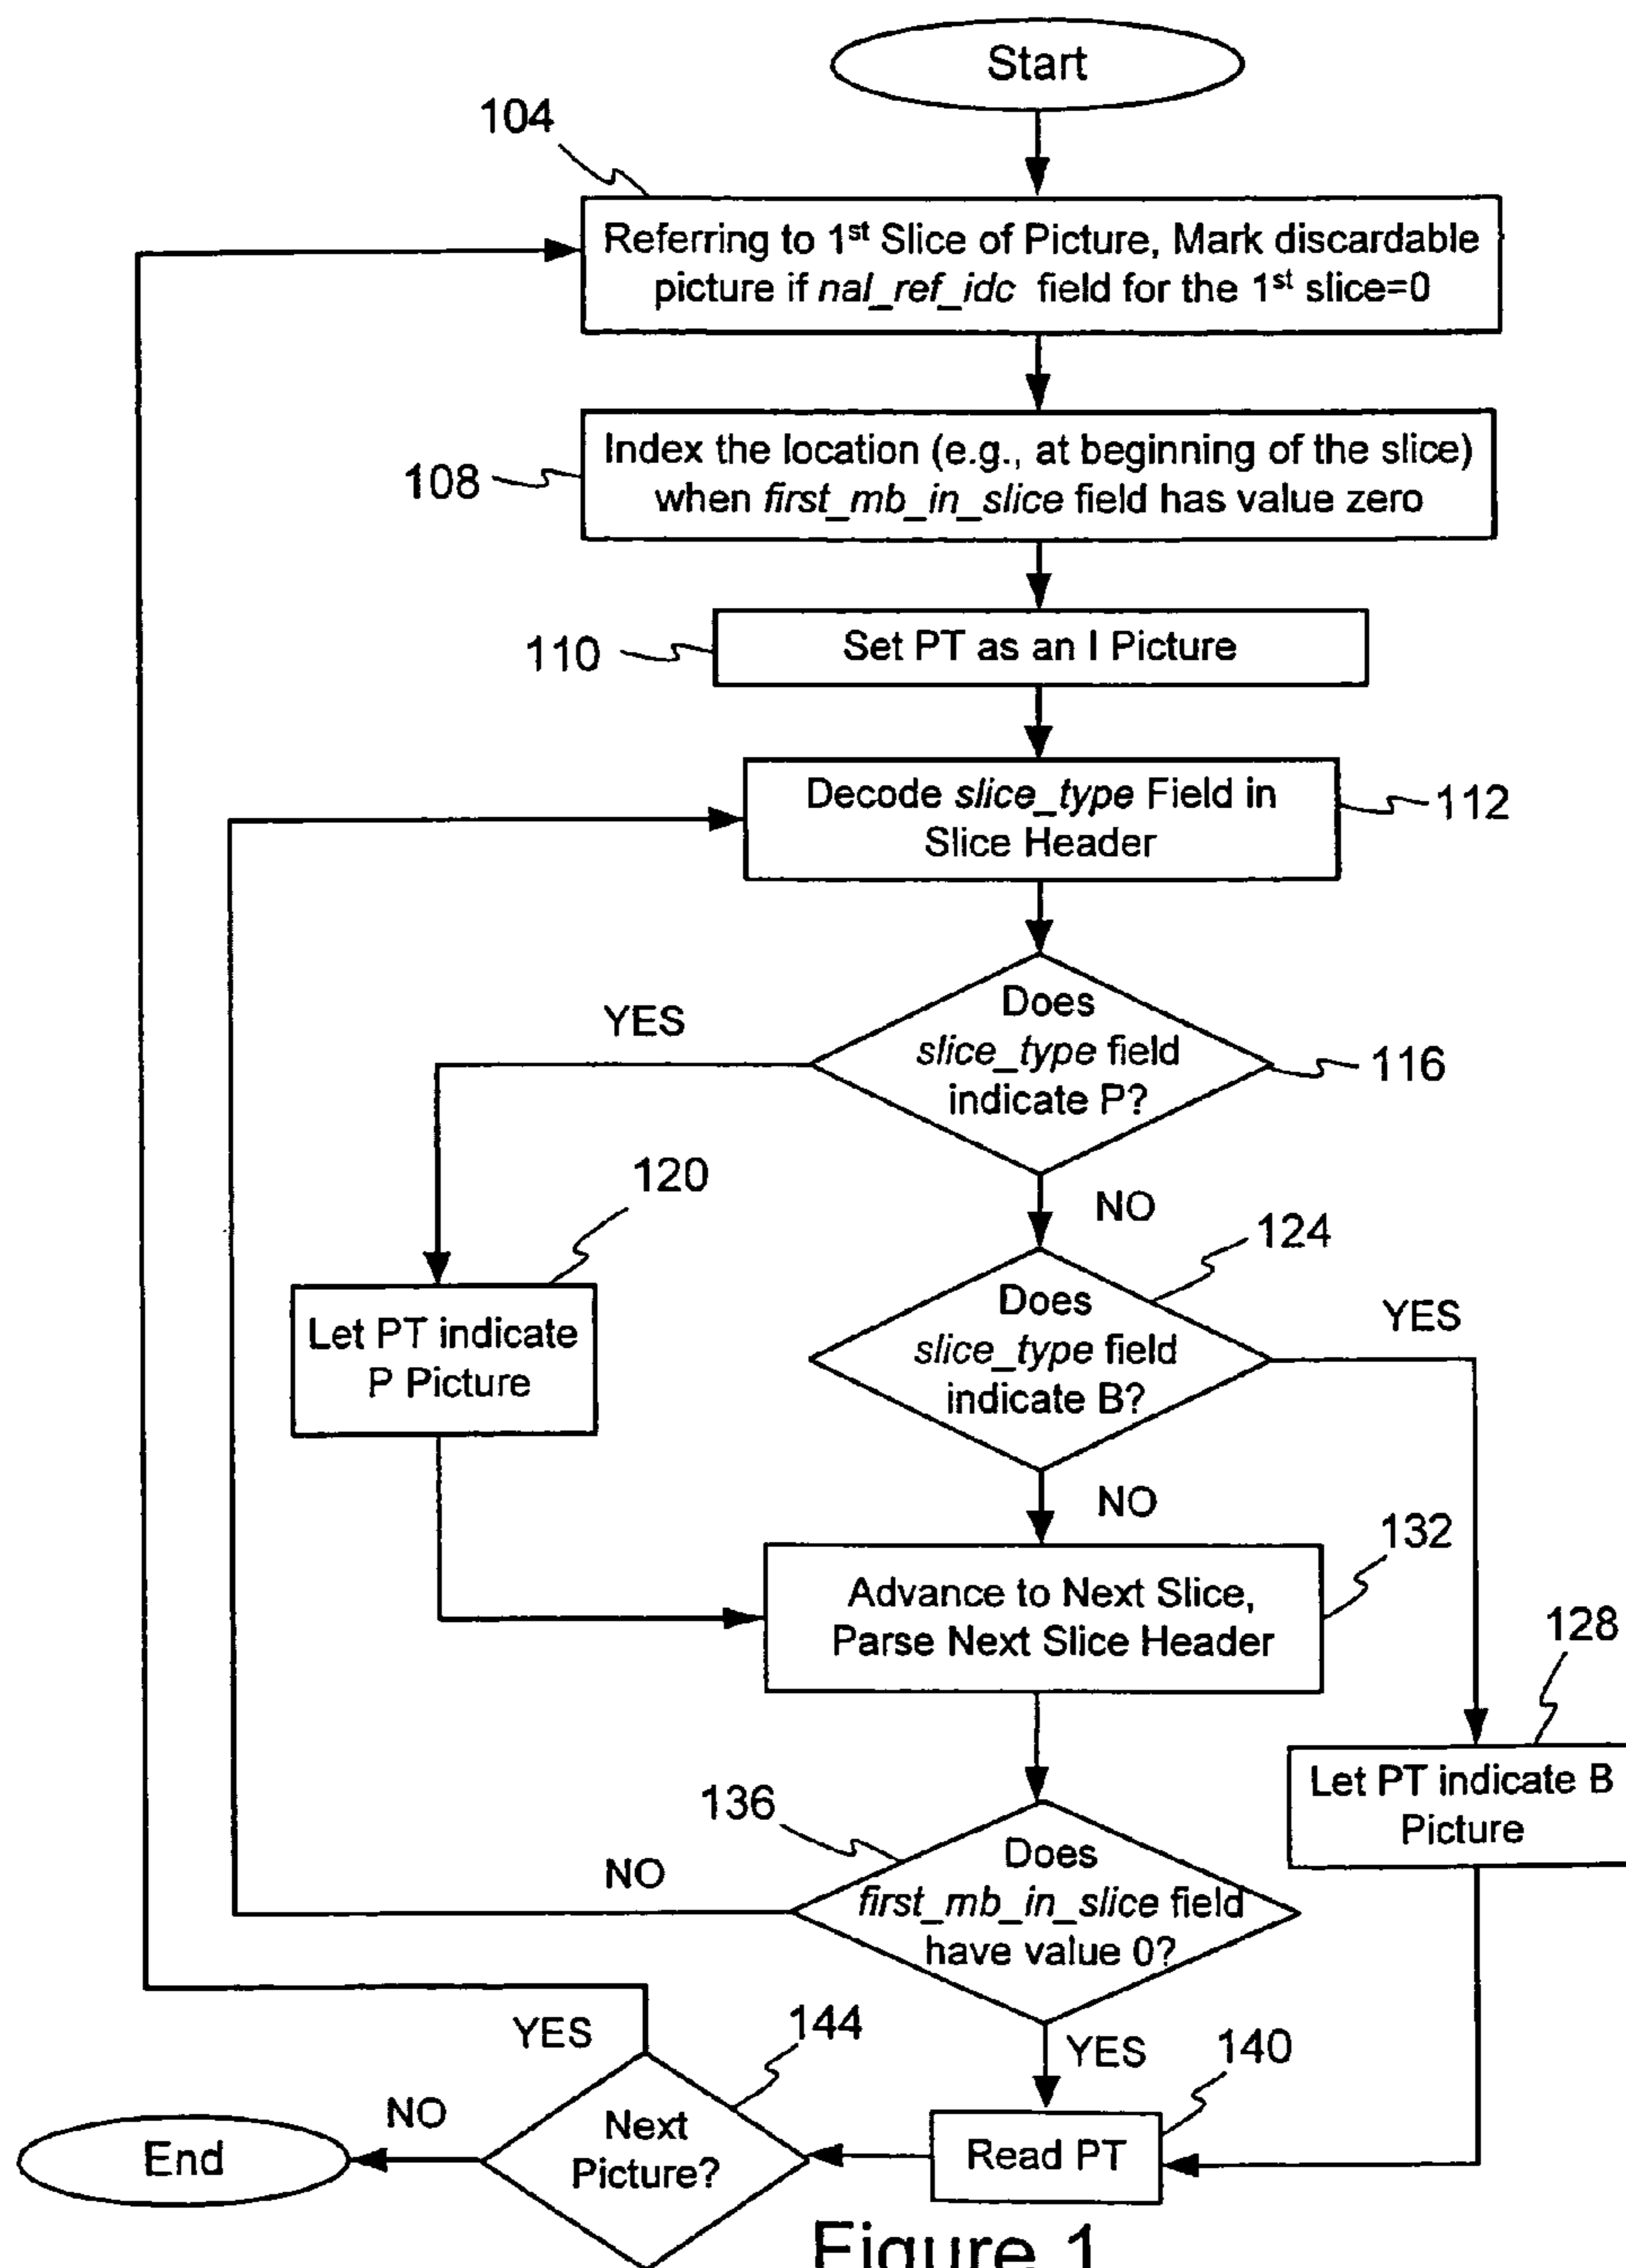 Start
104
Referring to 1st Slice of Picture, Mark discardable
picture if nal_ref_idc field for the 1st slice=0
Index the location (e.g., at beginning of the slice)
when first_mb_in_slice field has value zero
108
Set PT as an I Picture
110
Decode slice_type Field in
Slice Header
112
Does
slice_type field
indicate P?
YES
116
NO
120
Let PT indicate
P Picture
124
Does
slice_type field
indicate B?
YES
NO
132
Advance to Next Slice,
Parse Next Slice Header
128
Let PT indicate B
Picture
136
Does
first_mb_in_slice field
have value 0?
NO
YES
140
Read PT
144
Next
Picture?
YES
NO
End
Figure 1